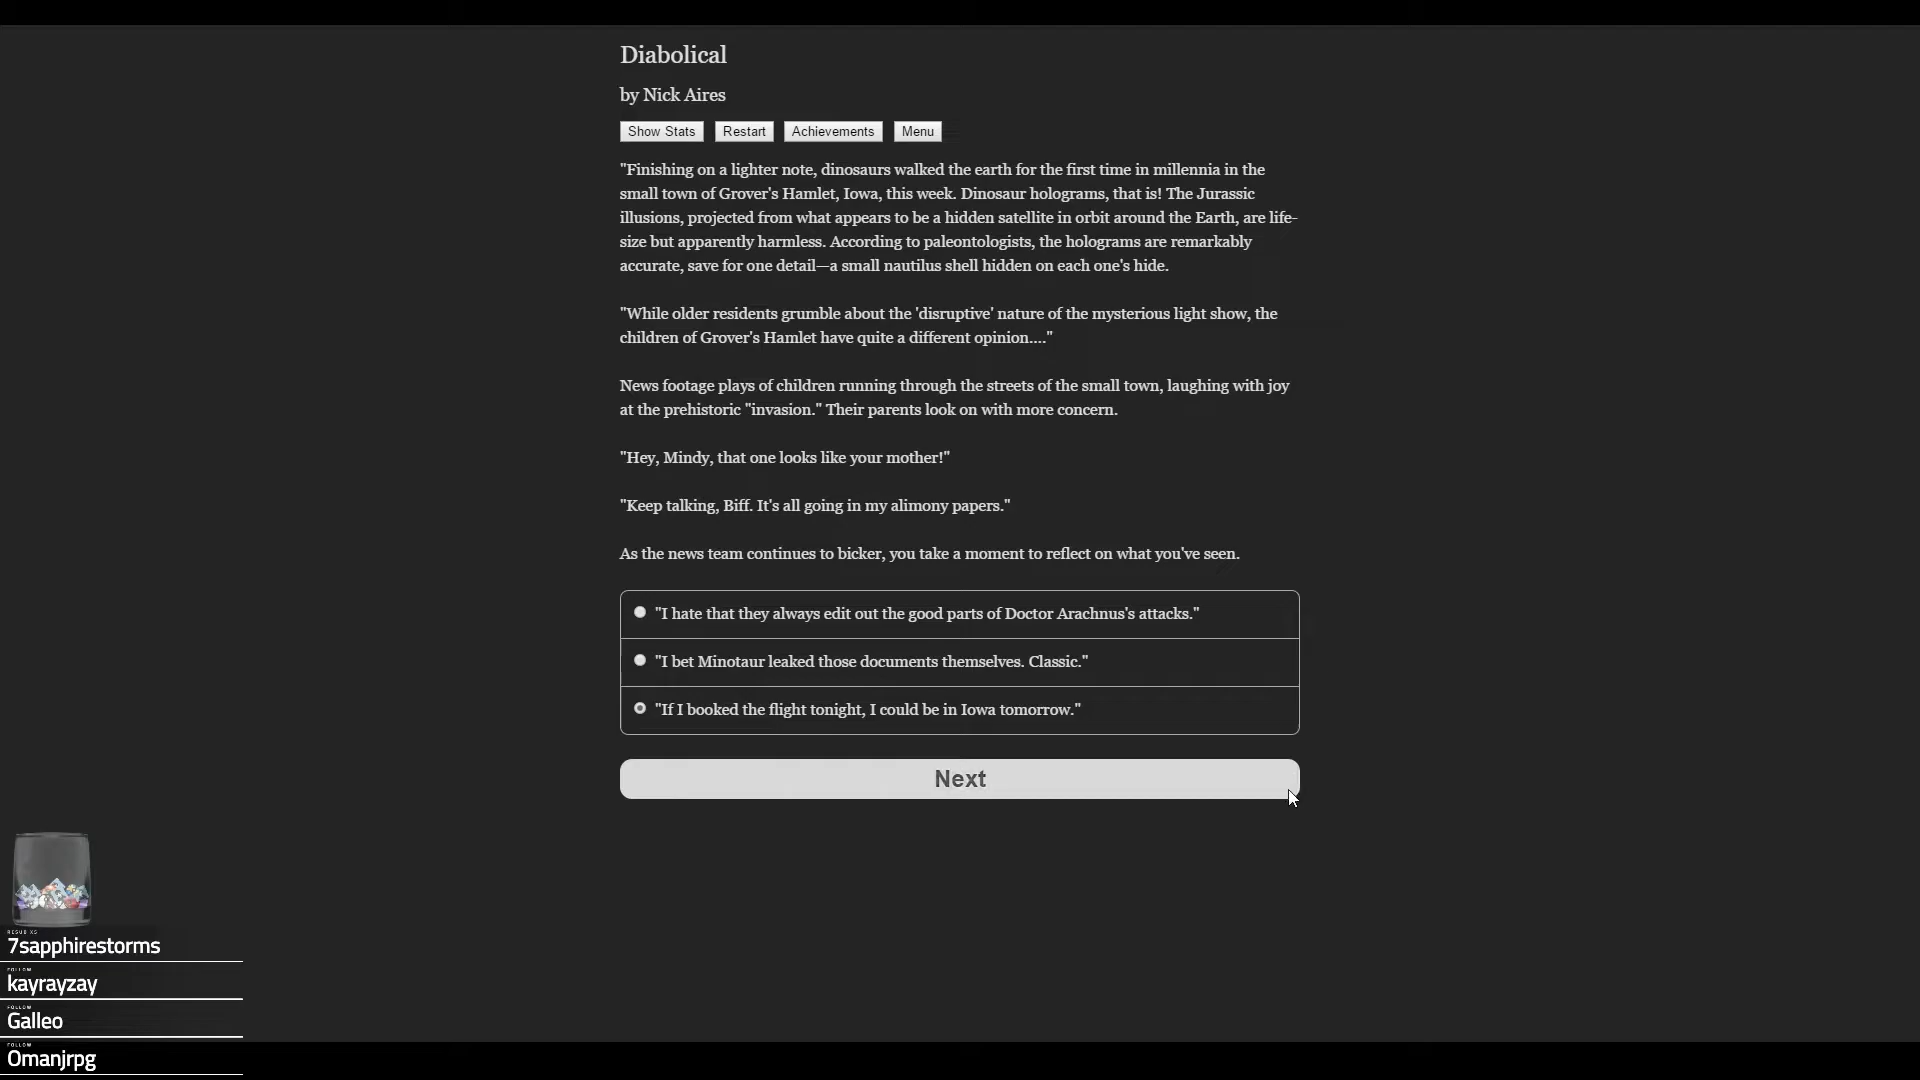 Diabolical
by Nick Aires
Show Stats Restart Achievements Menu
"Finishing on a lighter note, dinosaurs walked the earth for the first time in millennia in the
small town of Grover's Hamlet, Iowa, this week. Dinosaur holograms, that is! The Jurassic
illusions, projected from what appears to be a hidden satellite in orbit around the Earth, are life-
size but apparently harmless. According to paleontologists, the holograms are remarkably
accurate, save for one detail—a small nautilus shell hidden on each one's hide.
"While older residents grumble about the 'disruptive' nature of the mysterious light show, the
children of Grover's Hamlet have quite a different opinion...."
News footage plays of children running through the streets of the small town, laughing with joy
at the prehistoric "invasion." Their parents look on with more concern.
"Hey, Mindy, that one looks like your mother!"
"Keep talking, Biff. It's all going in my alimony papers."
As the news team continues to bicker, you take a moment to reflect on what you've seen.
"I hate that they always edit out the good parts of Doctor Arachnus's attacks."
"I bet Minotaur leaked those documents themselves. Classic."
"If I booked the flight tonight, I could be in Iowa tomorrow."
Next
RESUB X5
7sapphirestorms
FOLLOW
kayrayzay
FOLLOW
Galleo
FOLLOW
Omanjrpg